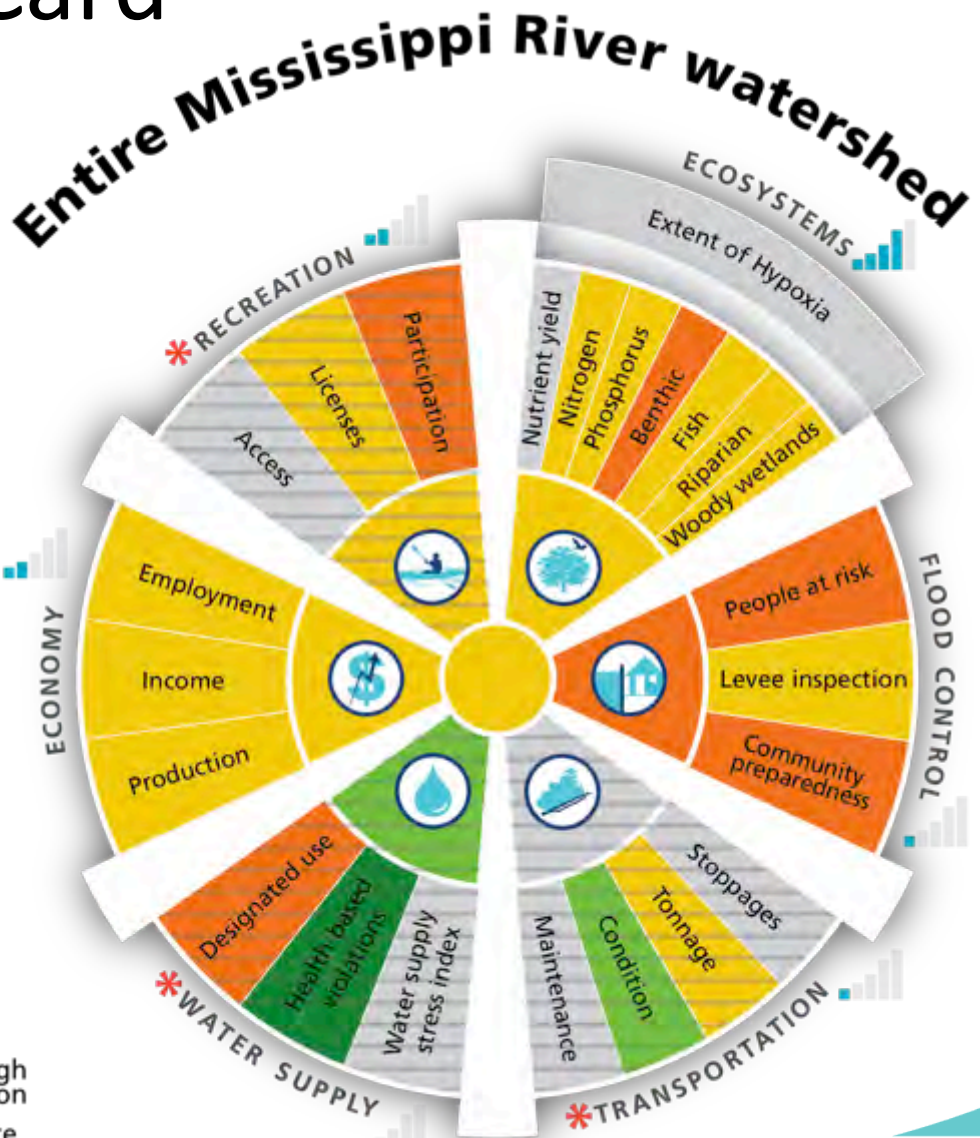 Entire Mississippi River watershed
ECOSYSTEMS
Extent of Hypoxia
Nutrient yield
Nitrogen
Phosphorus
Benthic
Fish
Riparian
Woody wetlands
FLOOD CONTROL
People at risk
Levee inspection
Community
preparedness
*TRANSPORTATION
Stoppages
Tonnage
Condition
Maintenance
*WATER SUPPLY
Water supply
stress index
Health based
violations
Designated use
ECONOMY
Production
Income
Employment
$
*RECREATION
Access
Licenses
Participation